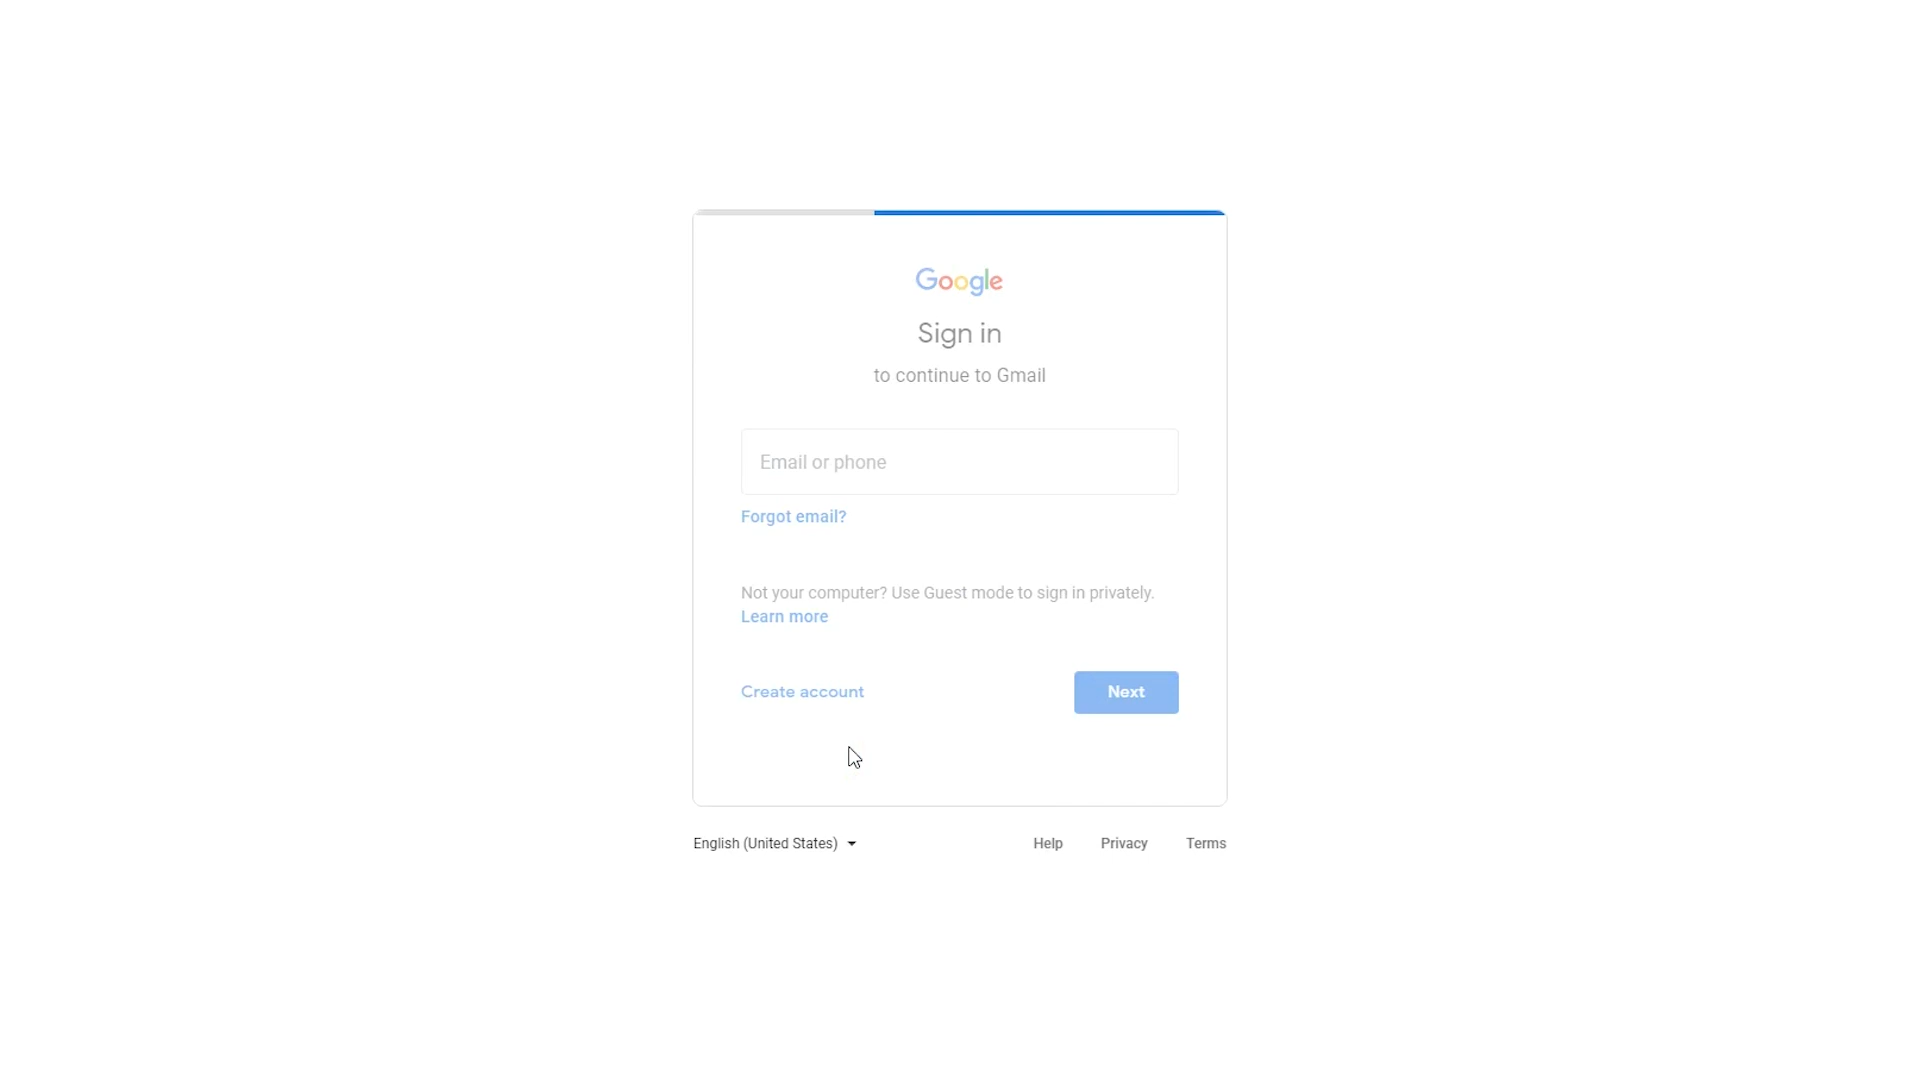 Google
Sign in
to continue to Gmail
Email or phone
Forgot email?
Not your computer? Use Guest mode to sign in privately.
Learn more
Create account
Next
English (United States)
Help
Privacy
Terms